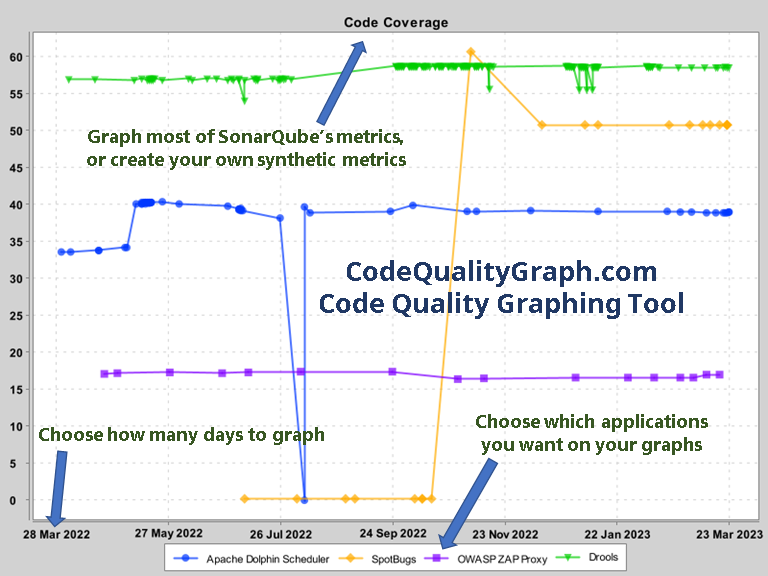 Code Coverage
60
55
50
45
40
35
30
25
20
15
10
5
0
Graph most of SonarQube's metrics,
or create your own synthetic metrics
CodeQualityGraph.com
Code Quality Graphing Tool
Choose how many days to graph
Choose which applications
you want on your graphs
28 Mar 2022 27 May 2022 26 Jul 2022 24 Sep 2022 23 Nov 2022 22 Jan 2023 23 Mar 2023
Apache Dolphin Scheduler SpotBugs OWASP ZAP Proxy Drools